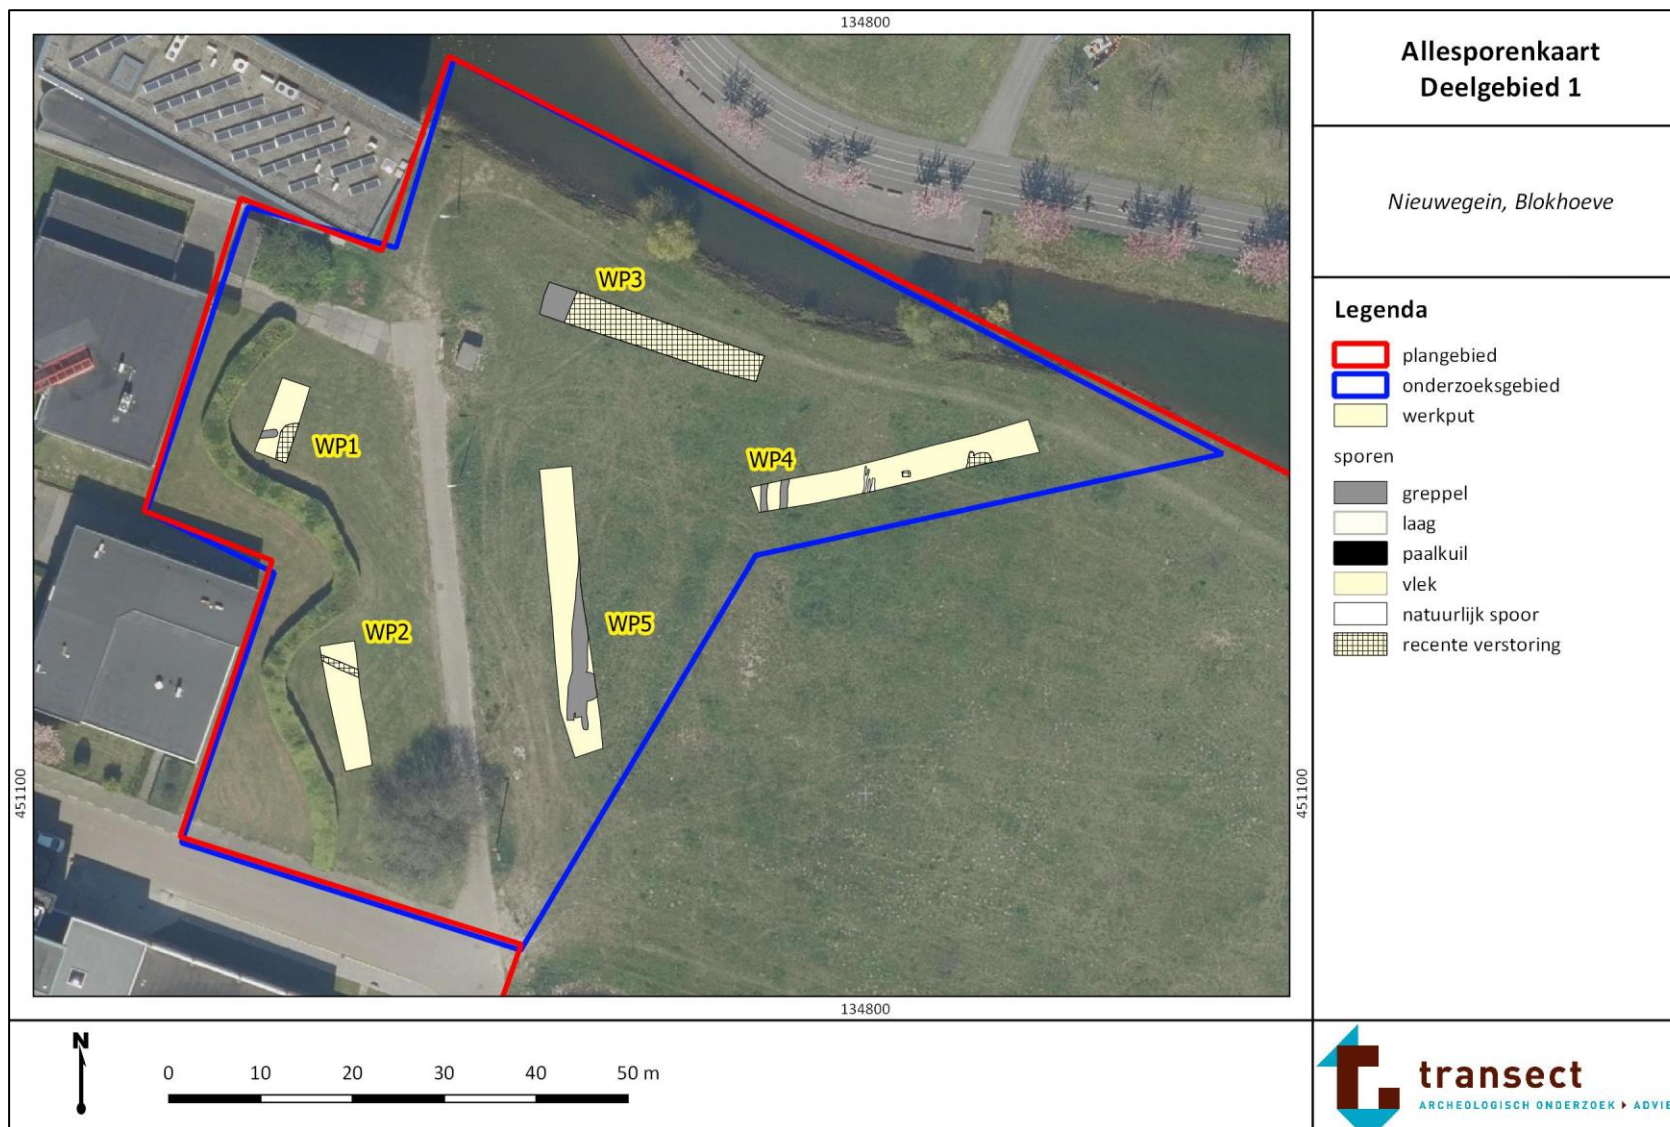 134800
Allesporenkaart
Deelgebied 1
Nieuwegein, Blokhoeve
WP3
WP1
WP4
WP2
WP5
451100
451100
134800
Legenda
plangebied
onderzoeksgebied
werkput
sporen
greppel
laag
paalkuil
vlek
natuurlijk spoor
recente verstoring
N
0 10 20 30 40 50 m
transect
ARCHEOLOGISCH ONDERZOEK ▸ ADVIE